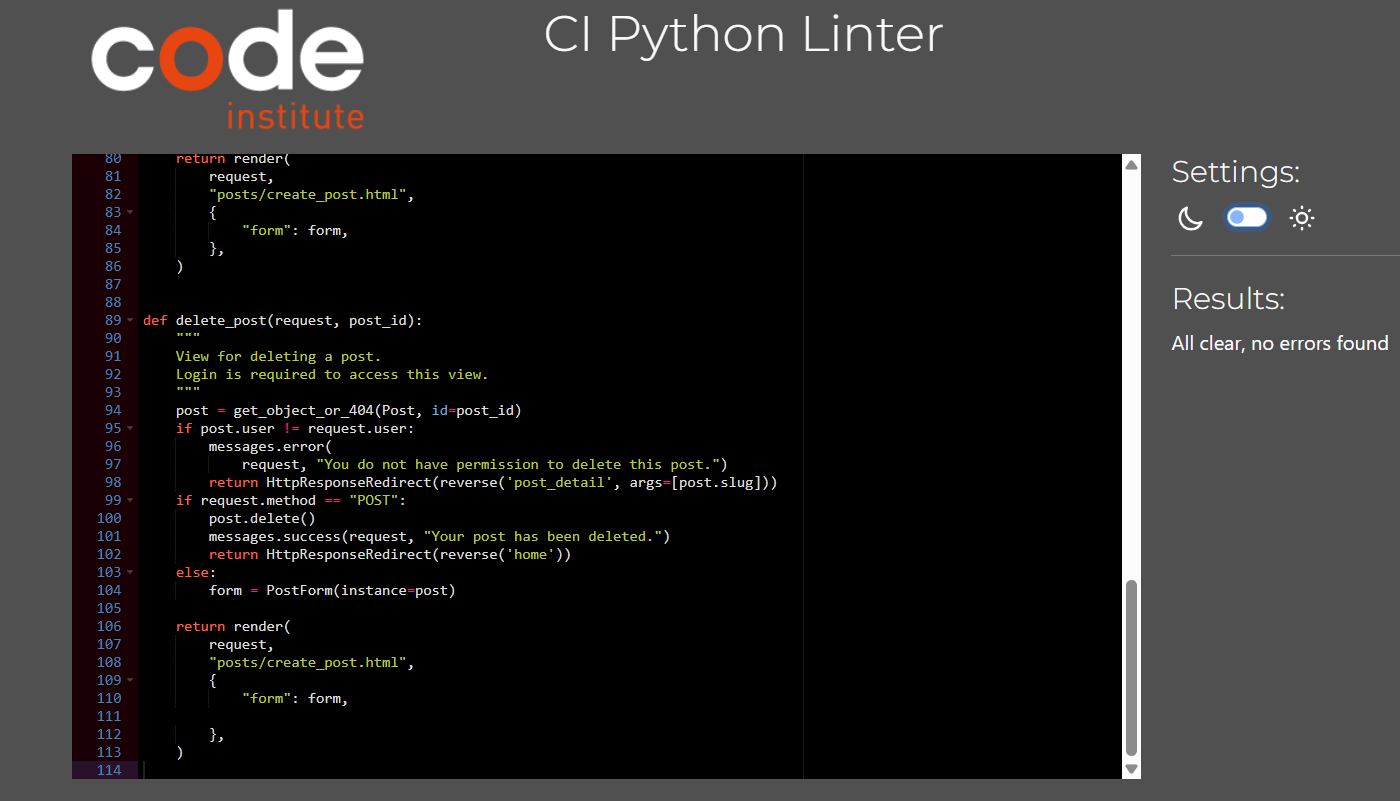 code
institute
CI Python Linter
80 return render(
81 request,
82 "posts/create_post.html",
83 {
84 "form": form,
85 },
86 )
87
88
89 def delete_post(request, post_id):
90 """
91 View for deleting a post.
92 Login is required to access this view.
93 """
94 post = get_object_or_404(Post, id=post_id)
95 if post.user != request.user:
96 messages.error(
97 request, "You do not have permission to delete this post.")
98 return HttpResponseRedirect(reverse('post_detail', args=[post.slug]))
99 if request.method == "POST":
100 post.delete()
101 messages.success(request, "Your post has been deleted.")
102 return HttpResponseRedirect(reverse('home'))
103 else:
104 form = PostForm(instance=post)
105
106 return render(
107 request,
108 "posts/create_post.html",
109 {
110 "form": form,
111
112 },
113 )
114
Settings:
Results:
All clear, no errors found